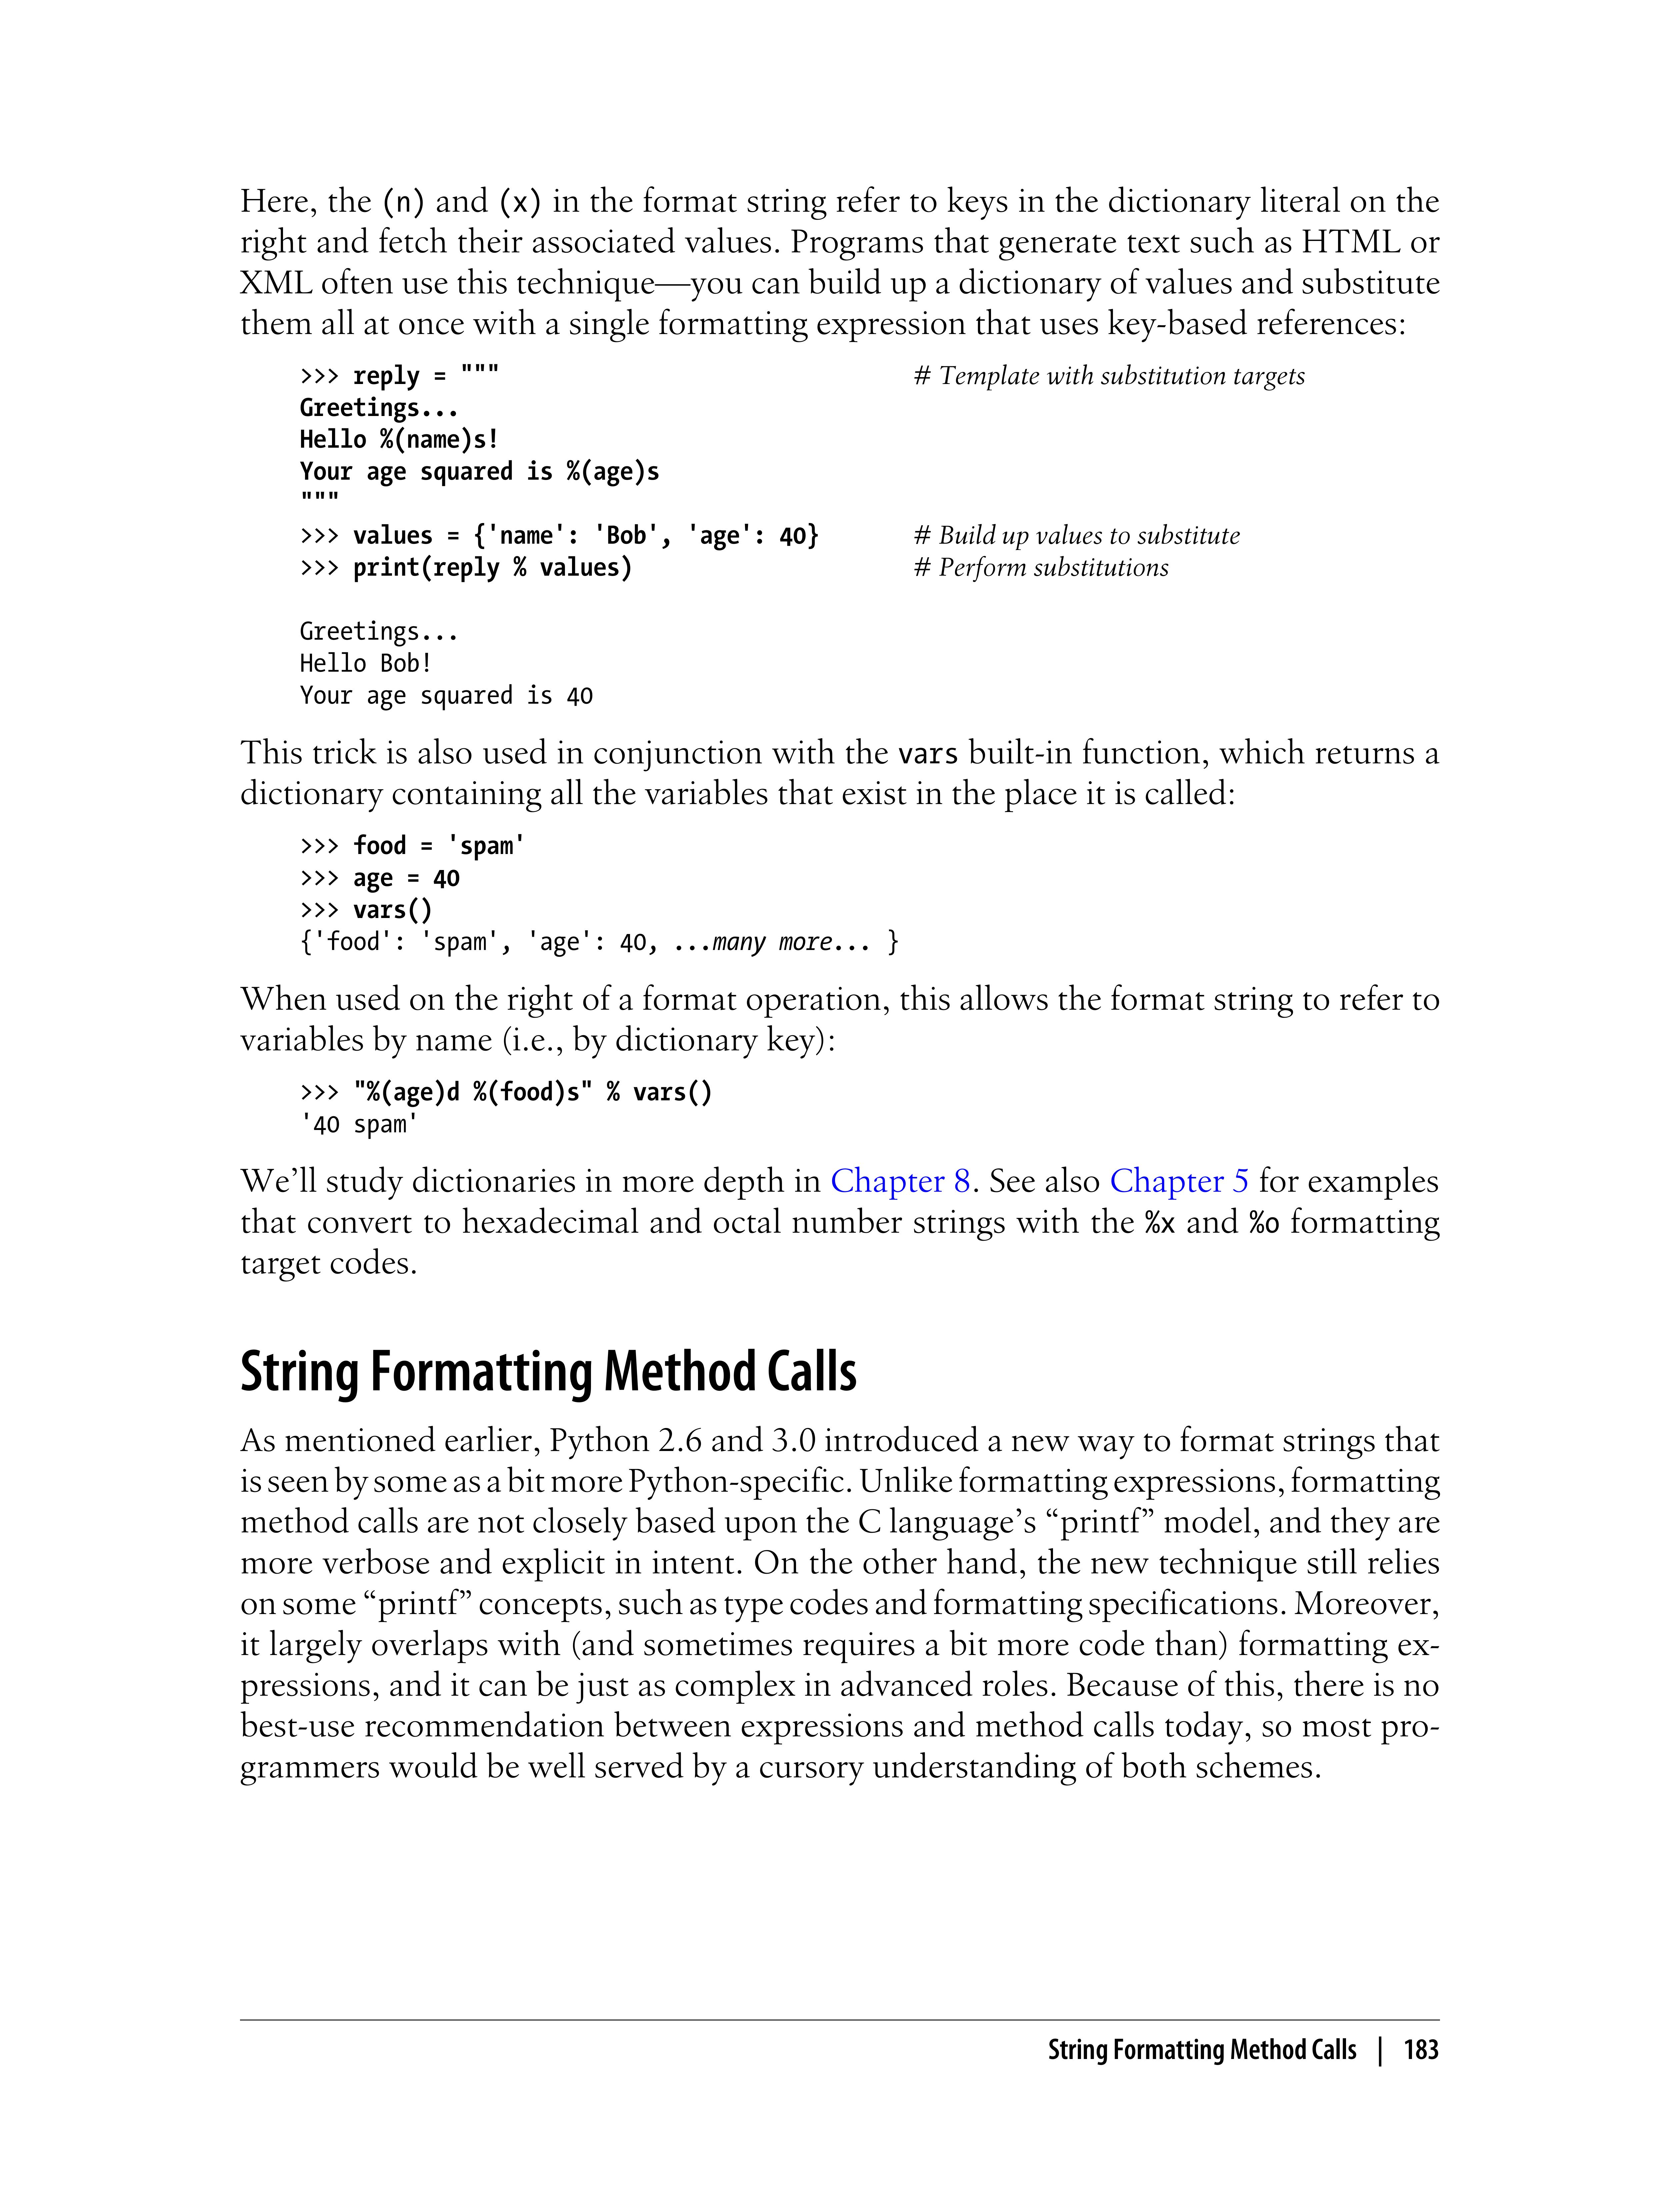 Here, the (n) and (x) in the format string refer to keys in the dictionary literal on the
right and fetch their associated values. Programs that generate text such as HTML or
XML often use this technique—you can build up a dictionary of values and substitute
them all at once with a single formatting expression that uses key-based references:
>>> reply = """ # Template with substitution targets
Greetings...
Hello %(name)s!
Your age squared is %(age)s
"""
>>> values = {'name': 'Bob', 'age': 40} # Build up values to substitute
>>> print(reply % values) # Perform substitutions
Greetings...
Hello Bob!
Your age squared is 40
This trick is also used in conjunction with the vars built-in function, which returns a
dictionary containing all the variables that exist in the place it is called:
>>> food = 'spam'
>>> age = 40
>>> vars()
{'food': 'spam', 'age': 40, ...many more... }
When used on the right of a format operation, this allows the format string to refer to
variables by name (i.e., by dictionary key):
>>> "%(age)d %(food)s" % vars()
'40 spam'
We’ll study dictionaries in more depth in Chapter 8. See also Chapter 5 for examples
that convert to hexadecimal and octal number strings with the %x and %o formatting
target codes.
String Formatting Method Calls
As mentioned earlier, Python 2.6 and 3.0 introduced a new way to format strings that
is seen by some as a bit more Python-specific. Unlike formatting expressions, formatting
method calls are not closely based upon the C language’s “printf” model, and they are
more verbose and explicit in intent. On the other hand, the new technique still relies
on some “printf” concepts, such as type codes and formatting specifications. Moreover,
it largely overlaps with (and sometimes requires a bit more code than) formatting ex-
pressions, and it can be just as complex in advanced roles. Because of this, there is no
best-use recommendation between expressions and method calls today, so most pro-
grammers would be well served by a cursory understanding of both schemes.
String Formatting Method Calls | 183